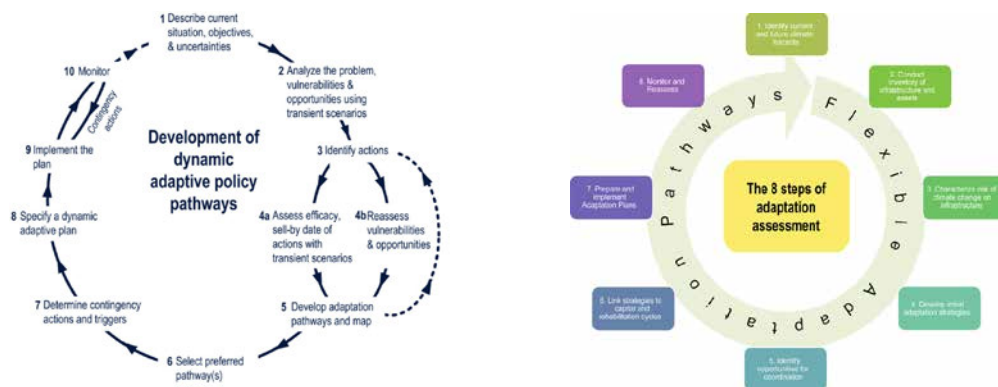 1 Describe current
situation, objectives,
& uncertainties
2 Analyze the problem,
vulnerabilities &
opportunities using
transient scenarios
3 Identify actions
4a Assess efficacy,
sell-by date of
actions with
transient scenarios
4b Reassess
vulnerabilities
& opportunities
5 Develop adaptation
pathways and map
6 Select preferred
pathway(s)
7 Determine contingency
actions and triggers
8 Specify a dynamic
adaptive plan
9 Implement the
plan
10 Monitor
Contingency
actions
Development of
dynamic
adaptive policy
pathways
1. Identify current
and future climate
hazards
2. Conduct
inventory of
infrastructure and
assets
3. Characterize risk of
climate change on
infrastructure
4. Develop initial
adaptation strategies
5. Identify
opportunities for
coordination
6. Link strategies to
capital and
rehabilitation cycles
7. Prepare and
implement
Adaptation Plans
8. Monitor and
Reassess
Flexible Adaptation Pathways
The 8 steps of
adaptation
assessment